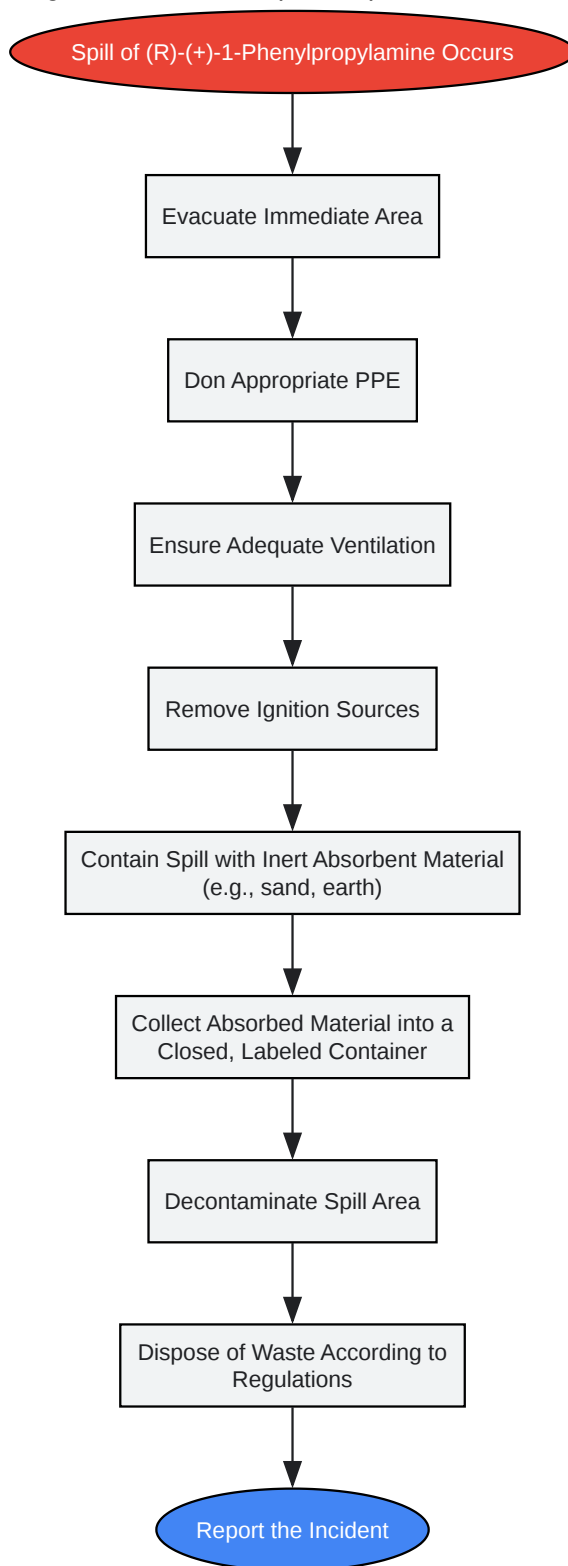 Spill of (R)-(+)-1-Phenylpropylamine Occurs
Evacuate Immediate Area
Don Appropriate PPE
Ensure Adequate Ventilation
Remove Ignition Sources
Contain Spill with Inert Absorbent Material
(e.g., sand, earth)
Collect Absorbed Material into a
Closed, Labeled Container
Decontaminate Spill Area
Dispose of Waste According to
Regulations
Report the Incident